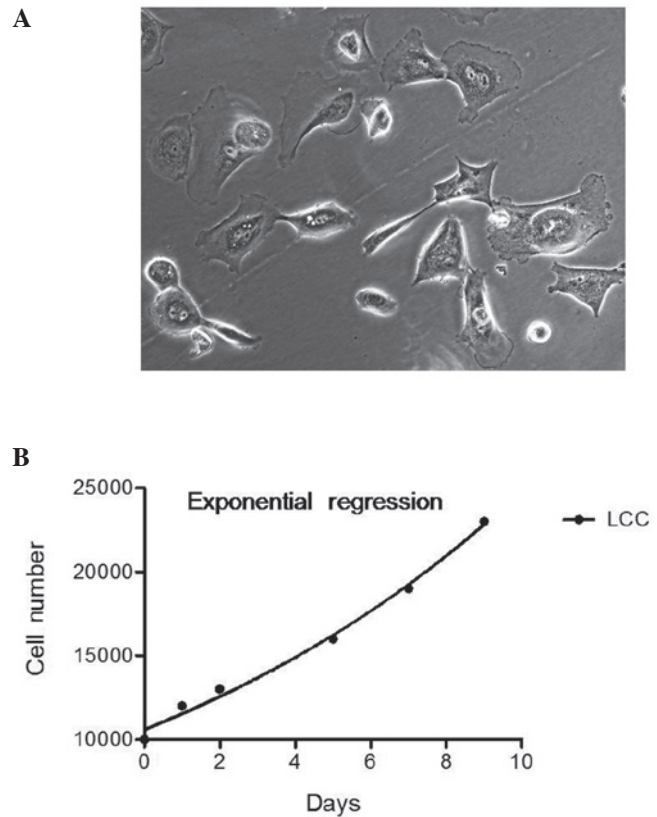 A
B
Exponential regression
LCC
25000
20000
15000
10000
Cell number
0 2 4 6 8 10
Days